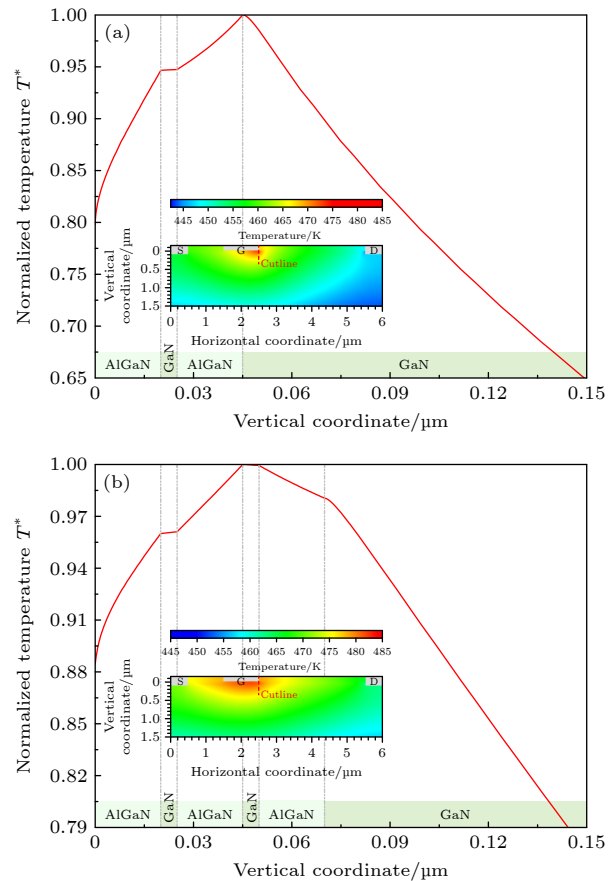 (a)
1.00
0.95
0.90
0.85
0.80
0.75
0.70
0.65
Normalized temperature T*
445 450 455 460 465 470 475 480 485
Temperature/K
S G D
Cutline
0
0.5
1.0
1.5
Vertical
coordinate/µm
0 1 2 3 4 5 6
Horizontal coordinate/µm
AlGaN GaN AlGaN GaN
0 0.03 0.06 0.09 0.12 0.15
Vertical coordinate/µm
(b)
1.00
0.97
0.94
0.91
0.88
0.85
0.82
0.79
Normalized temperature T*
445 450 455 460 465 470 475 480 485
Temperature/K
S G D
Cutline
0
0.5
1.0
1.5
Vertical
coordinate/µm
0 1 2 3 4 5 6
Horizontal coordinate/µm
AlGaN GaN AlGaN GaN AlGaN GaN
0 0.03 0.06 0.09 0.12 0.15
Vertical coordinate/µm